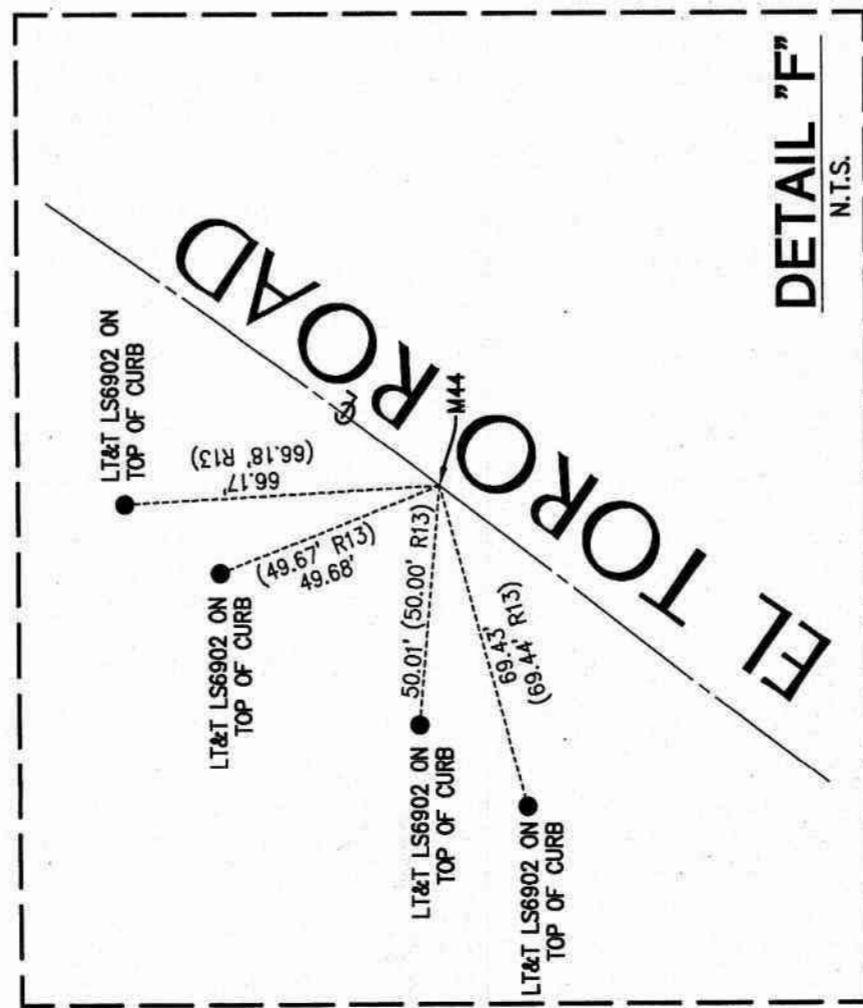 LT&T LS6902 ON
TOP OF CURB
66.17'
(66.18' R13)
LT&T LS6902 ON
TOP OF CURB
(49.67' R13)
49.68'
M44
LT&T LS6902 ON
TOP OF CURB
50.01' (50.00' R13)
LT&T LS6902 ON
TOP OF CURB
69.43'
(69.44' R13)
EL TORO ROAD
DETAIL "F"
N.T.S.